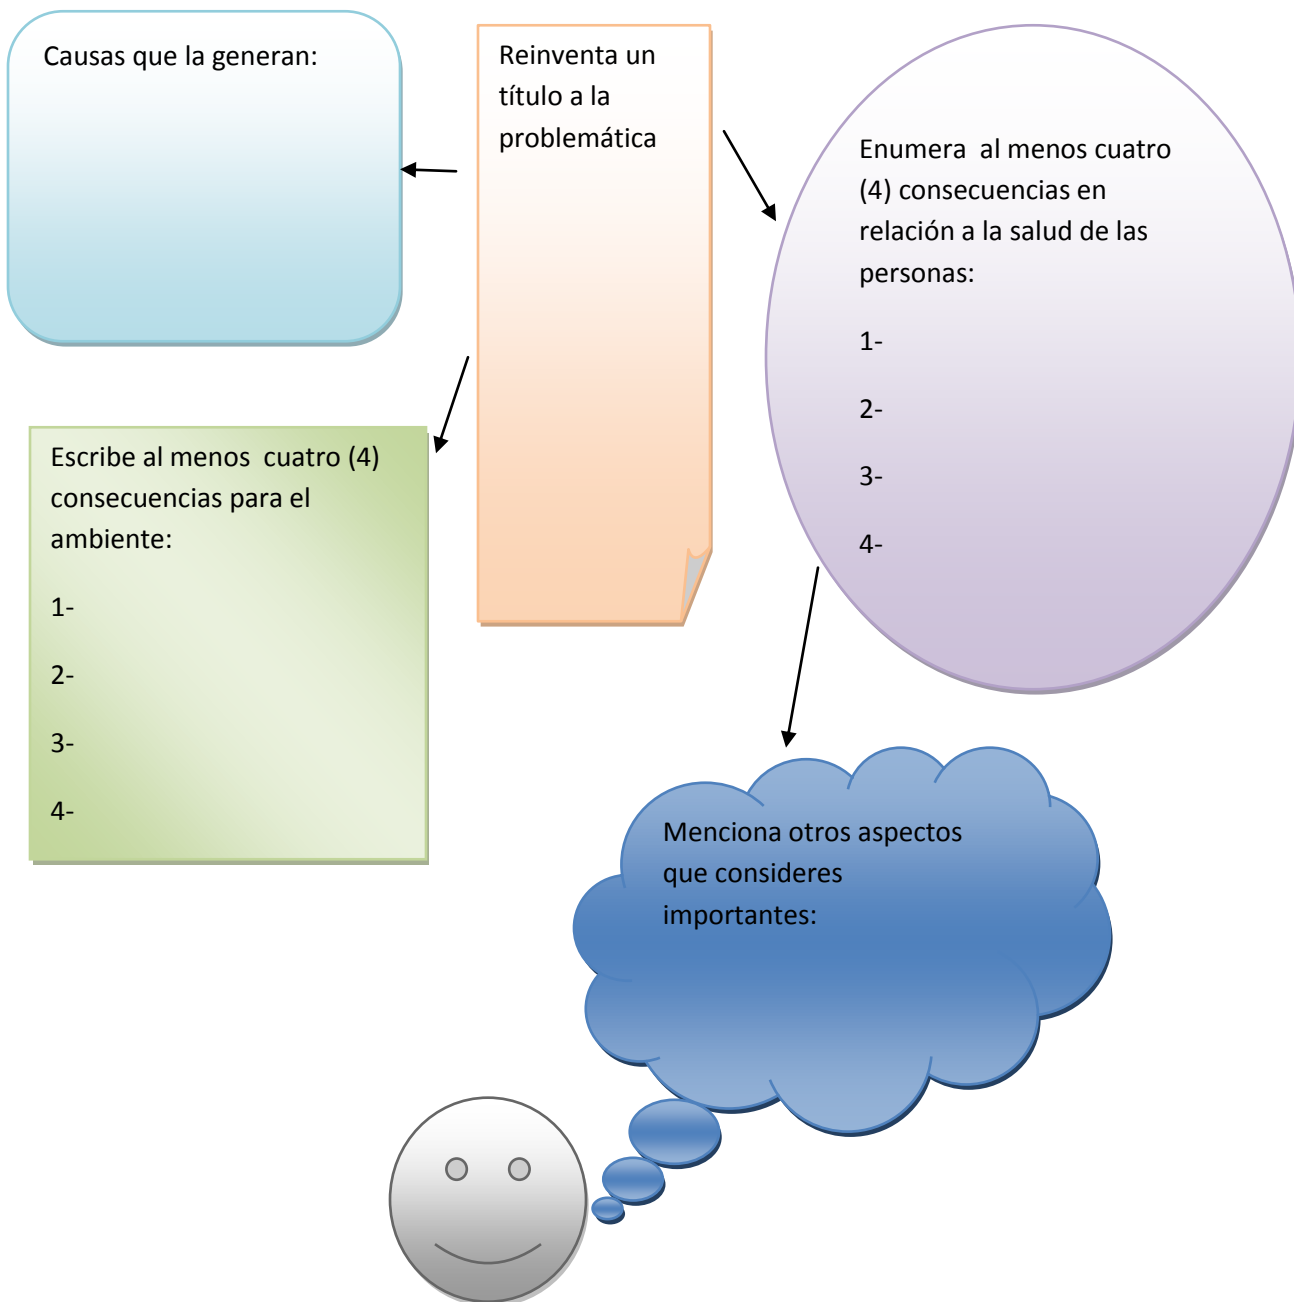 Causas que la generan:
Reinventa un
título a la
problemática
Enumera  al menos cuatro
(4) consecuencias en
relación a la salud de las
personas:
1-
2-
3-
4-
Escribe al menos  cuatro (4)
consecuencias para el
ambiente:
1-
2-
3-
4-
Menciona otros aspectos
que consideres
importantes: